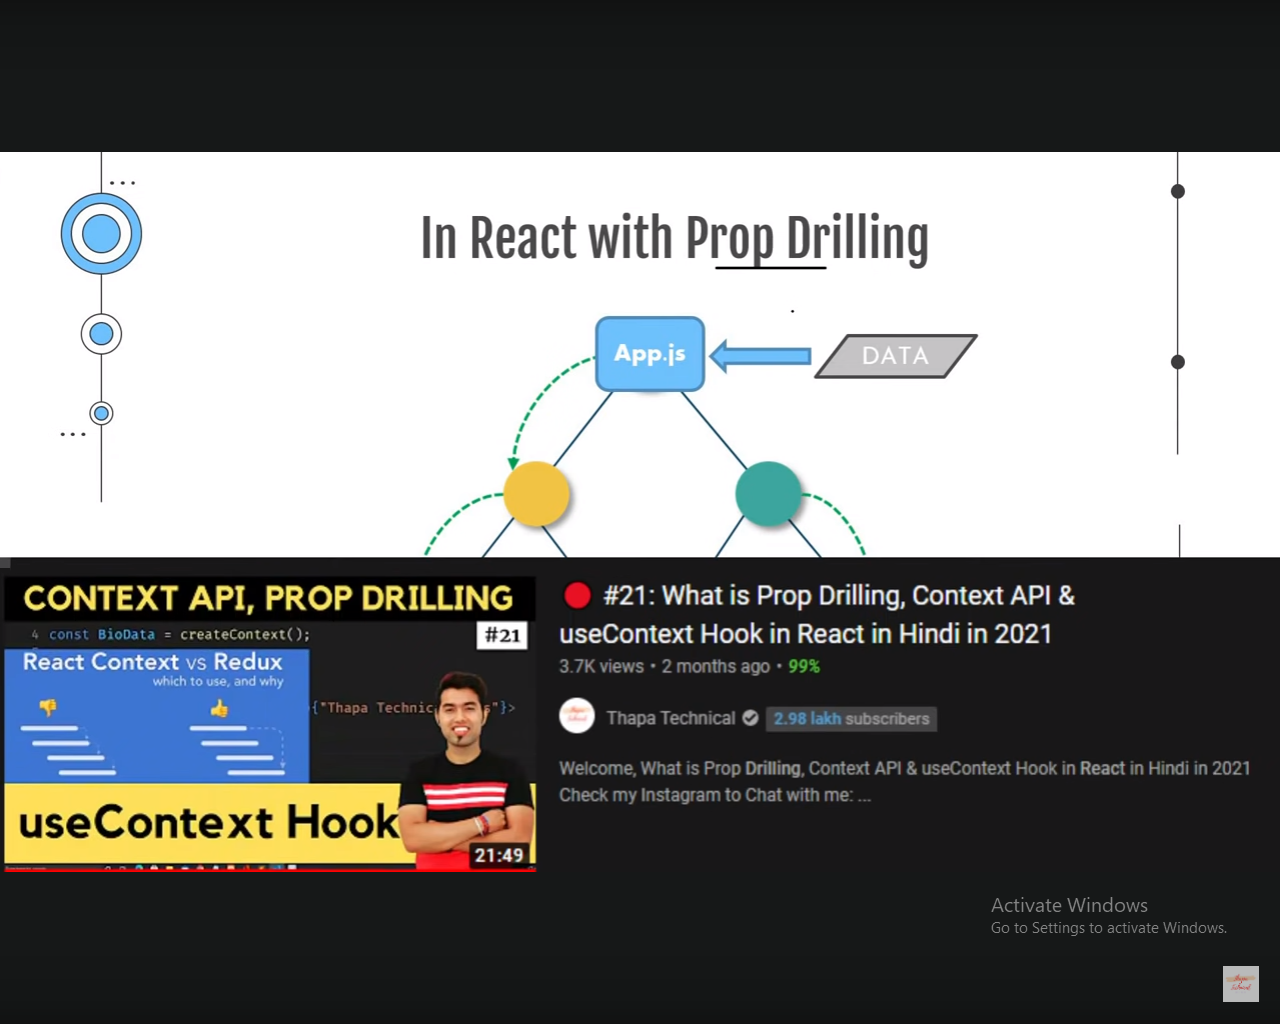 In React with Prop Drilling
App.js
DATA
CONTEXT API, PROP DRILLING
4 const BioData = createContext();
#21
React Context vs Redux
which to use, and why
{"Thapa Technic s"}>
useContext Hook
21:49
#21: What is Prop Drilling, Context API &
useContext Hook in React in Hindi in 2021
3.7K views • 2 months ago • 99%
Thapa Technical
2.98 lakh subscribers
Welcome, What is Prop Drilling, Context API & useContext Hook in React in Hindi in 2021
Check my Instagram to Chat with me: ...
Activate Windows
Go to Settings to activate Windows.